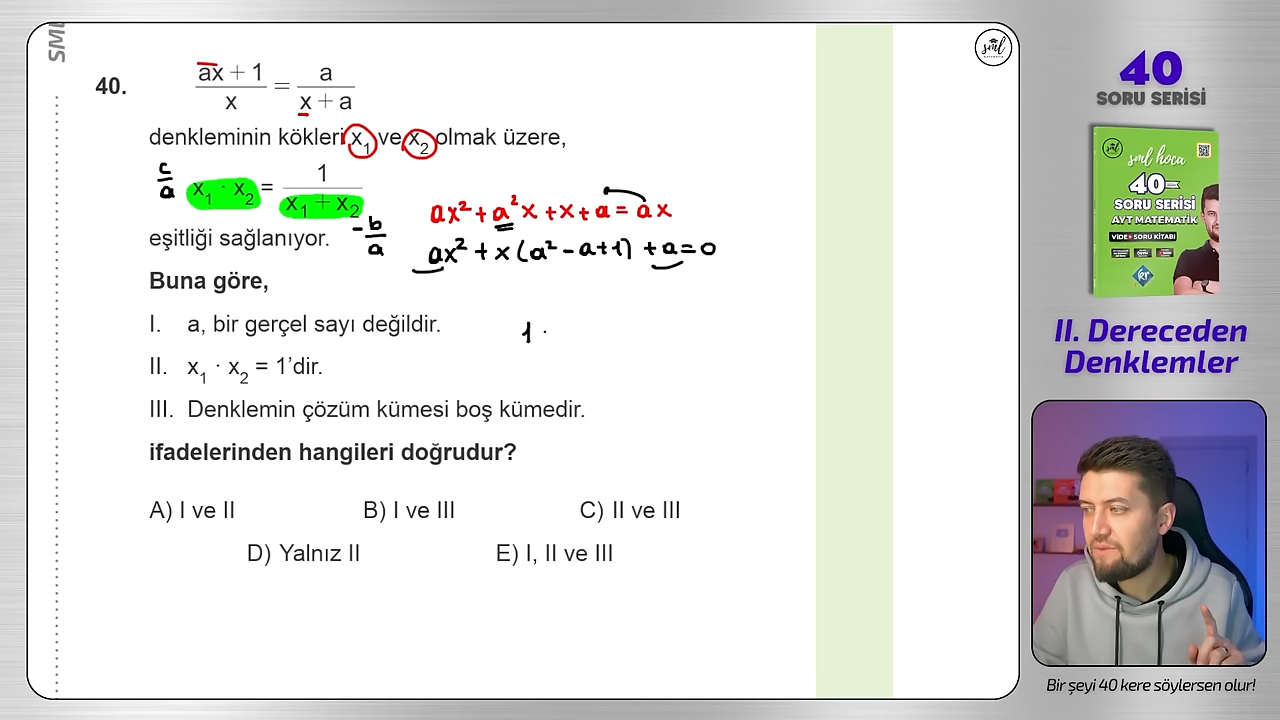 SML
sml
40.
ax + 1 / x = a / x + a
denkleminin kökleri x₁ ve x₂ olmak üzere,
c/a x₁ · x₂ = 1 / x₁ + x₂
-b/a
ax² + a²x + x + a = ax
eşitliği sağlanıyor.
ax² + x(a² - a + 1) + a = 0
Buna göre,
I. a, bir gerçel sayı değildir.
1 ·
II. x₁ · x₂ = 1'dir.
III. Denklemin çözüm kümesi boş kümedir.
ifadelerinden hangileri doğrudur?
A) I ve II B) I ve III C) II ve III
D) Yalnız II E) I, II ve III
40
SORU SERİSİ
sml hoca
40
SORU SERİSİ
AYT MATEMATİK
VİDEO SORU KİTABI
II. Dereceden
Denklemler
Bir şeyi 40 kere söylersen olur!